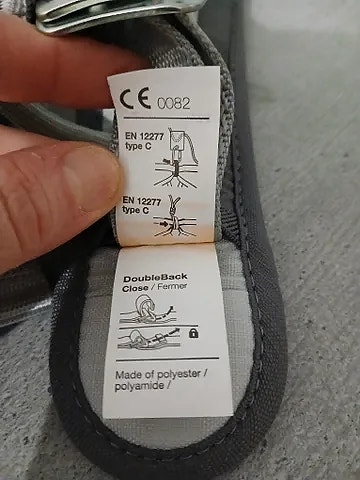 CE 0082
EN 12277
type C
EN 12277
type C
DoubleBack
Close / Fermer
Made of polyester /
polyamide /